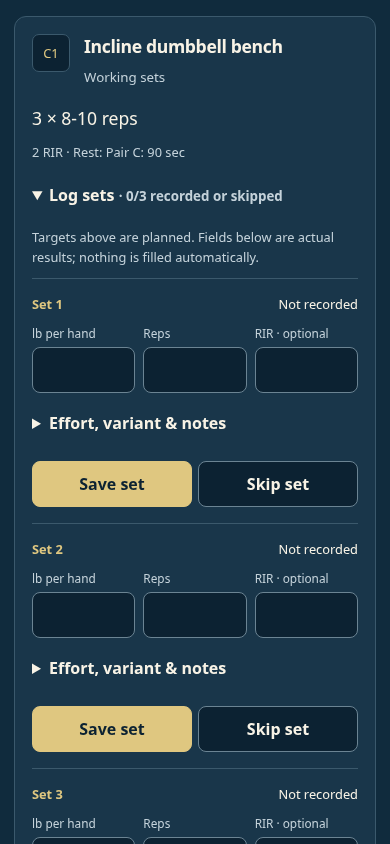 C1
Incline dumbbell bench
Working sets
3 × 8-10 reps
2 RIR · Rest: Pair C: 90 sec
Log sets · 0/3 recorded or skipped
Targets above are planned. Fields below are actual
results; nothing is filled automatically.
Set 1 Not recorded
lb per hand Reps RIR · optional
Effort, variant & notes
Save set Skip set
Set 2 Not recorded
lb per hand Reps RIR · optional
Effort, variant & notes
Save set Skip set
Set 3 Not recorded
lb per hand Reps RIR · optional